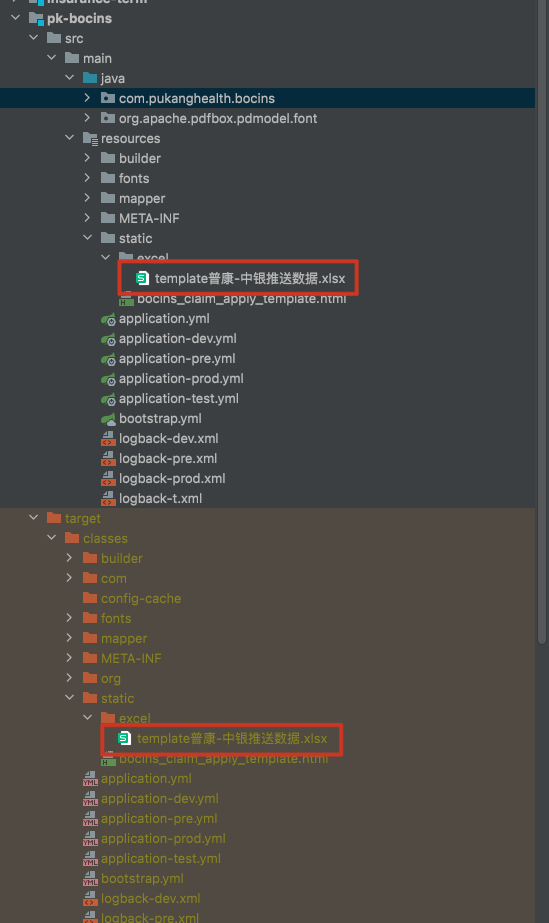 insurance-term
pk-bocins
src
main
java
com.pukanghealth.bocins
org.apache.pdfbox.pdmodel.font
resources
builder
fonts
mapper
META-INF
static
excel
template普康-中银推送数据.xlsx
bocins_claim_apply_template.html
application.yml
application-dev.yml
application-pre.yml
application-prod.yml
application-test.yml
bootstrap.yml
logback-dev.xml
logback-pre.xml
logback-prod.xml
logback-t.xml
target
classes
builder
com
config-cache
fonts
mapper
META-INF
org
static
excel
template普康-中银推送数据.xlsx
bocins_claim_apply_template.html
application.yml
application-dev.yml
application-pre.yml
application-prod.yml
application-test.yml
bootstrap.yml
logback-dev.xml
logback-pre.xml